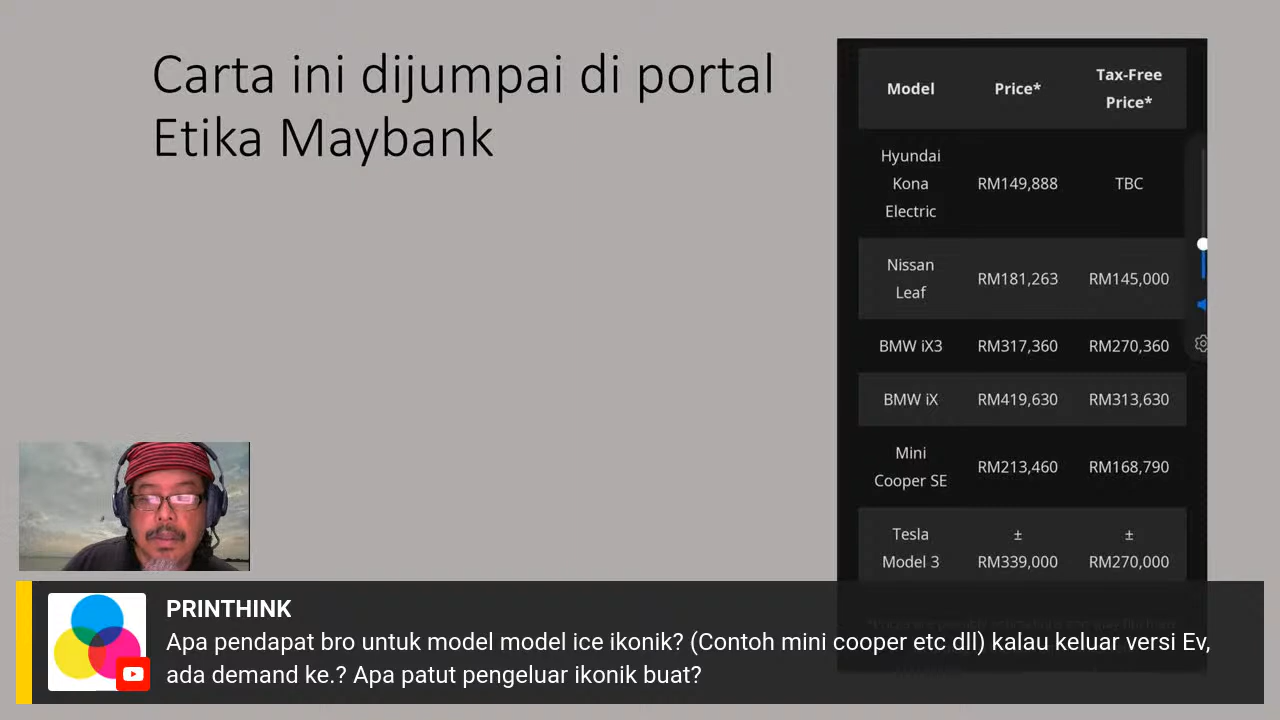 Carta ini dijumpai di portal
Etika Maybank
Model Price* Tax-Free
Price*
Hyundai
Kona
Electric
RM149,888 TBC
Nissan
Leaf
RM181,263 RM145,000
BMW iX3 RM317,360 RM270,360
BMW iX RM419,630 RM313,630
Mini
Cooper SE
RM213,460 RM168,790
Tesla ± ±
Model 3 RM339,000 RM270,000
PRINTHINK
Apa pendapat bro untuk model model ice ikonik? (Contoh mini cooper etc dll) kalau keluar versi Ev,
ada demand ke.? Apa patut pengeluar ikonik buat?